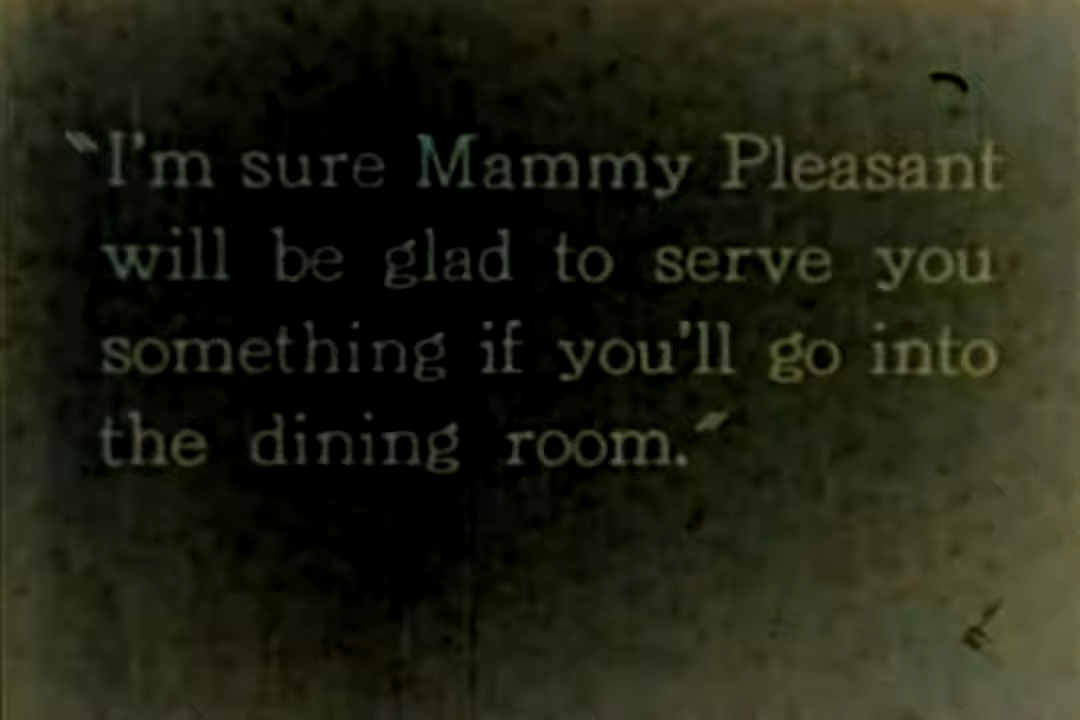 "I'm sure Mammy Pleasant
will be glad to serve you
something if you'll go into
the dining room."